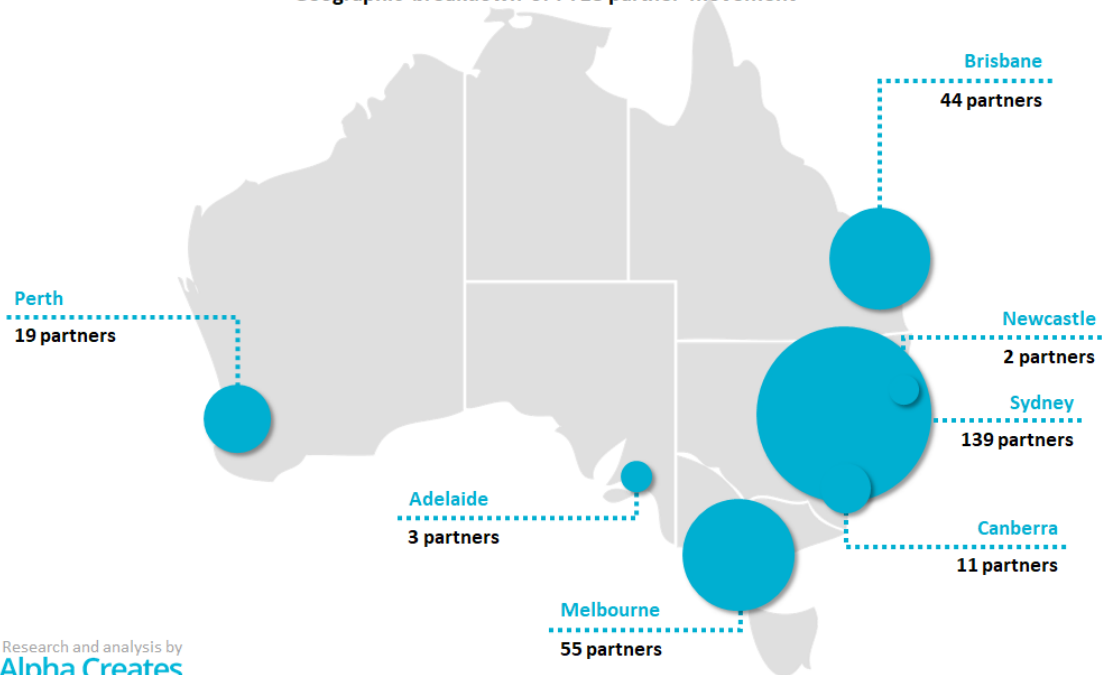 Brisbane
44 partners
Perth
19 partners
Newcastle
2 partners
Sydney
139 partners
Adelaide
3 partners
Canberra
11 partners
Melbourne
55 partners
Research and analysis by
Alpha Creates